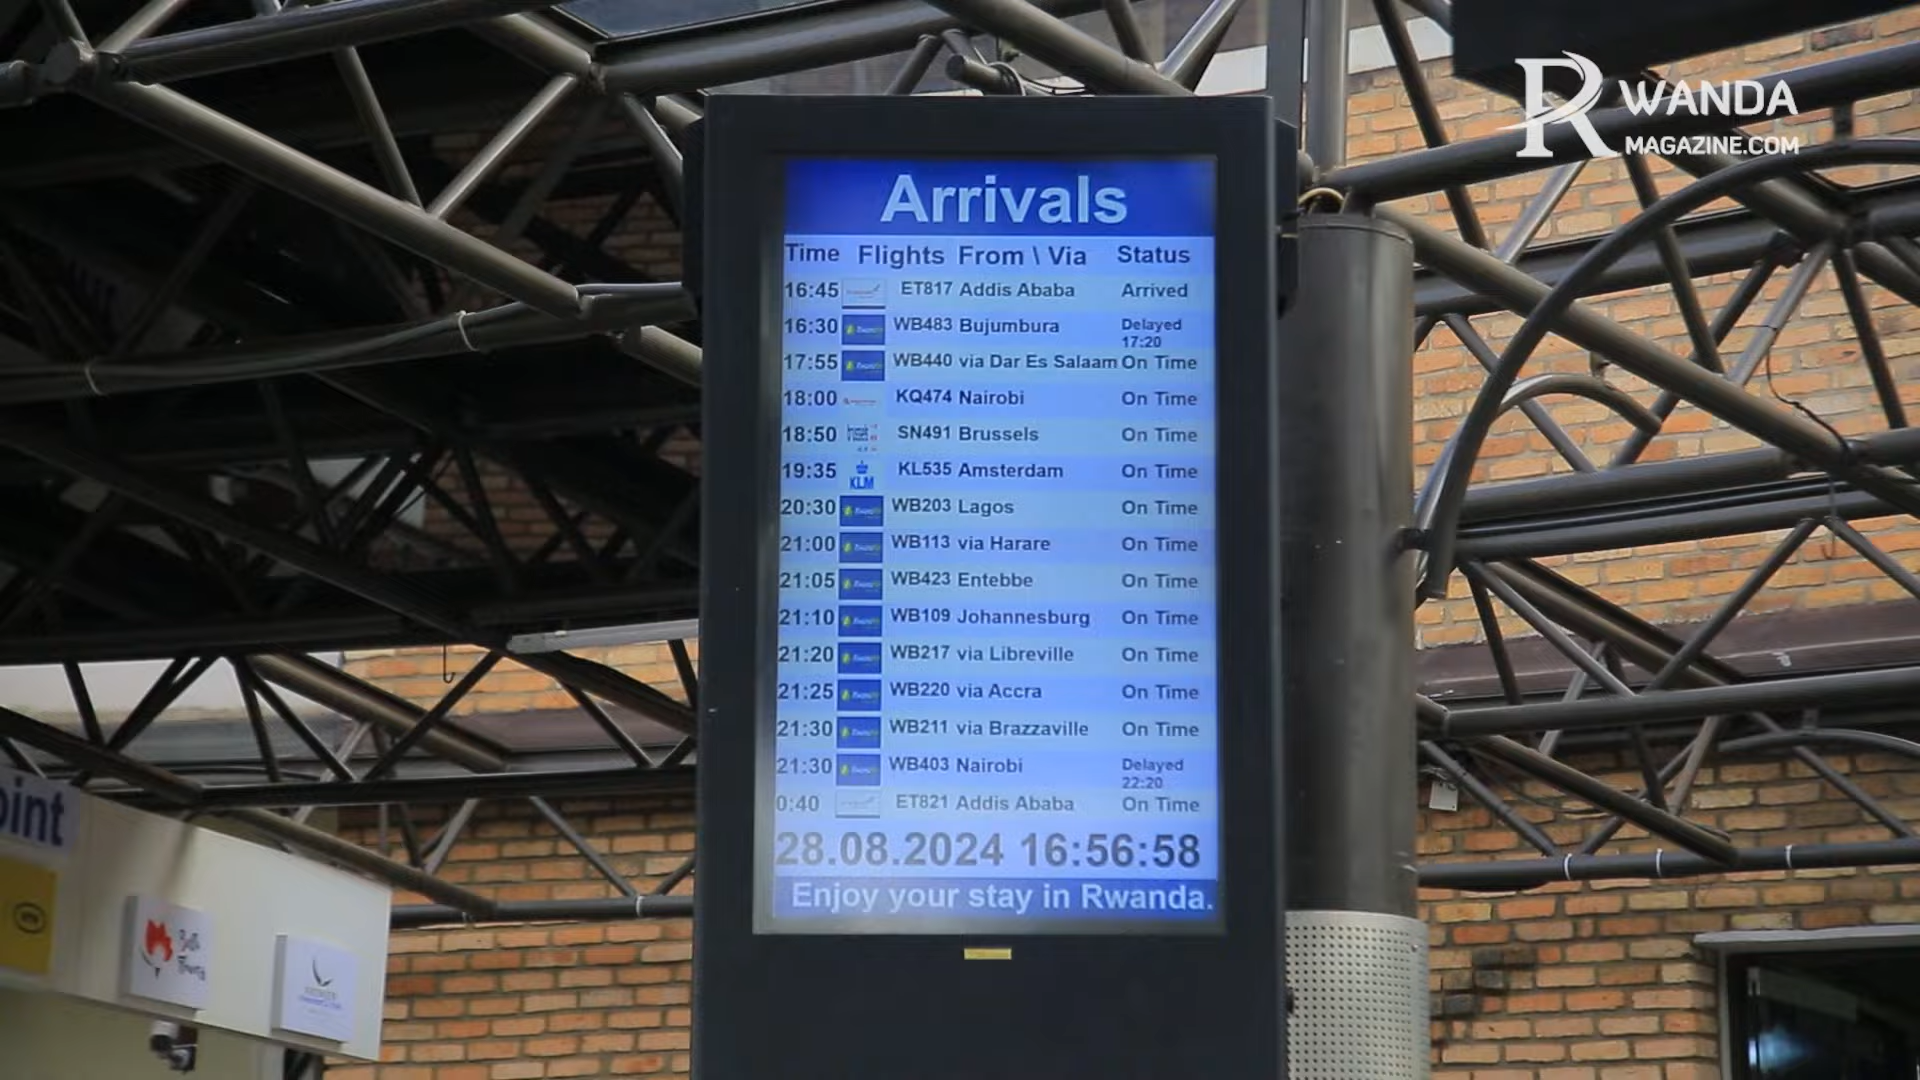 RWANDA
MAGAZINE.COM
Arrivals
Time Flights From \ Via Status
16:45 ET817 Addis Ababa Arrived
16:30 WB483 Bujumbura Delayed
17:20
17:55 WB440 via Dar Es Salaam On Time
18:00 KQ474 Nairobi On Time
18:50 SN491 Brussels On Time
19:35 KLM KL535 Amsterdam On Time
20:30 WB203 Lagos On Time
21:00 WB113 via Harare On Time
21:05 WB423 Entebbe On Time
21:10 WB109 Johannesburg On Time
21:20 WB217 via Libreville On Time
21:25 WB220 via Accra On Time
21:30 WB211 via Brazzaville On Time
21:30 WB403 Nairobi Delayed
22:20
0:40 ET821 Addis Ababa On Time
28.08.2024 16:56:58
Enjoy your stay in Rwanda.
oint